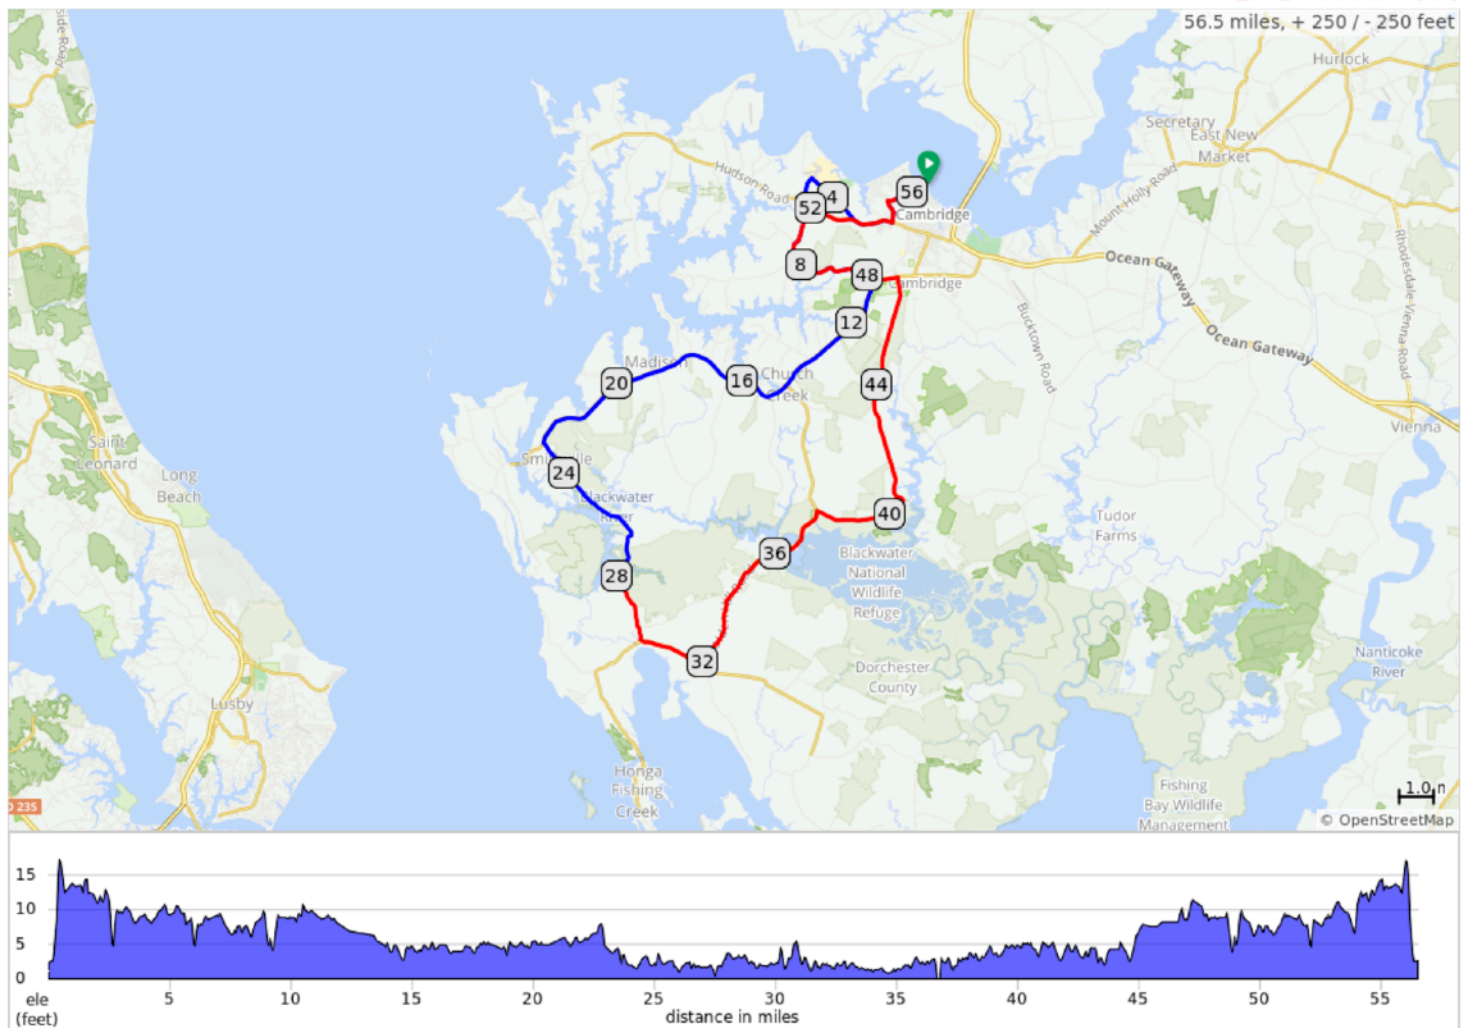 56.5 miles, + 250 / - 250 feet
Hurlock
Secretary
East New
Market
Hudson Road
Mount Holly Road
4
52
56
Cambridge
8
48
Cambridge
Ocean Gateway
Rhodesdale Vienna Road
12
Bucktown Road
Ocean Gateway
Madison
20
16
Church
Creek
44
Vienna
Saint
Leonard
Long
Beach
24
Blackwater
River
40
Tudor
Farms
36
Blackwater
National
Wildlife
Refuge
28
32
Dorchester
County
Nanticoke
River
Lusby
Honga
Fishing
Creek
Fishing
Bay Wildlife
Management
235
1.0
© OpenStreetMap
15
10
5
0
ele
(feet)
5
10
15
20
25
30
35
40
45
50
55
distance in miles